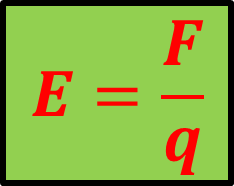 E = F/q